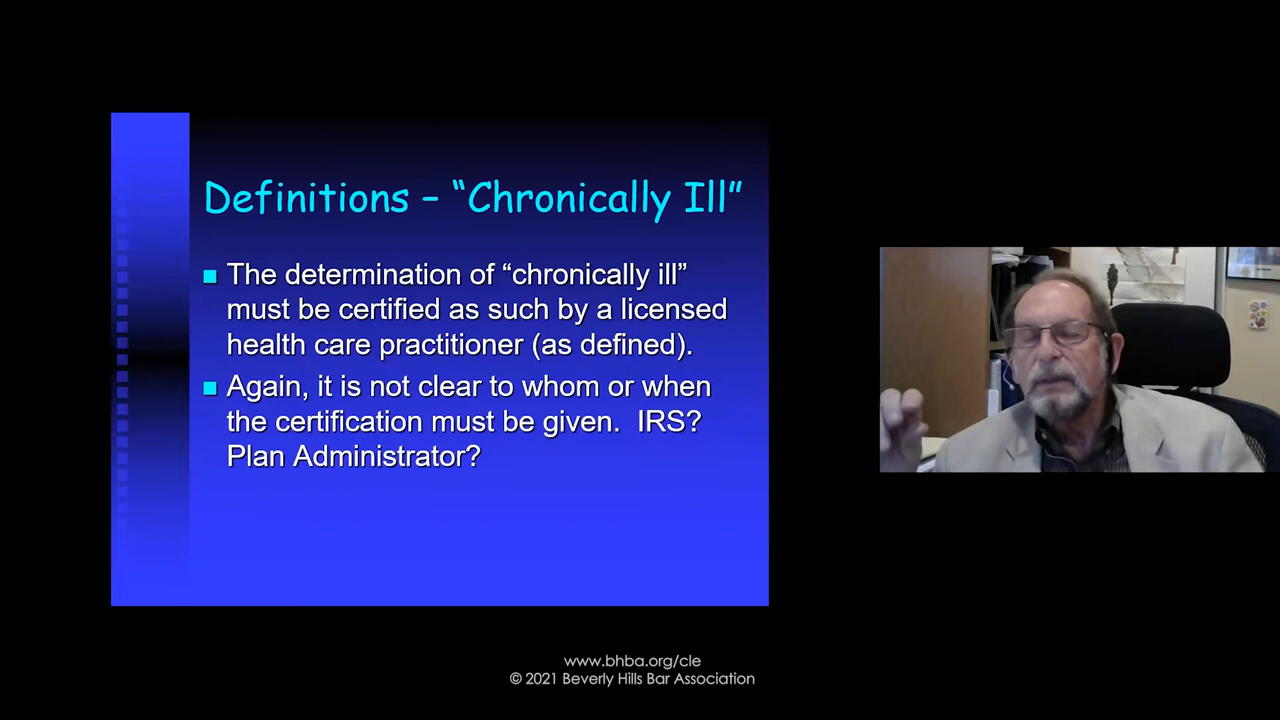 Definitions – “Chronically Ill”
The determination of “chronically ill”
must be certified as such by a licensed
health care practitioner (as defined).
Again, it is not clear to whom or when
the certification must be given.  IRS?
Plan Administrator?
www.bhba.org/cle
© 2021 Beverly Hills Bar Association